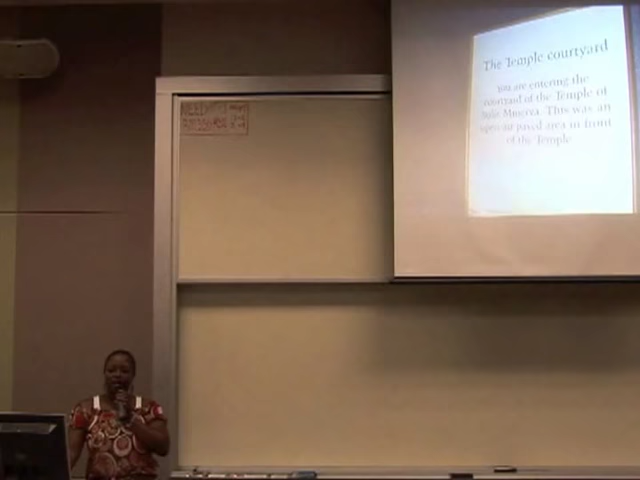 The Temple courtyard
You are entering the
courtyard of the Temple of
Sulis Minerva. This was an
open-air paved area in front
of the Temple